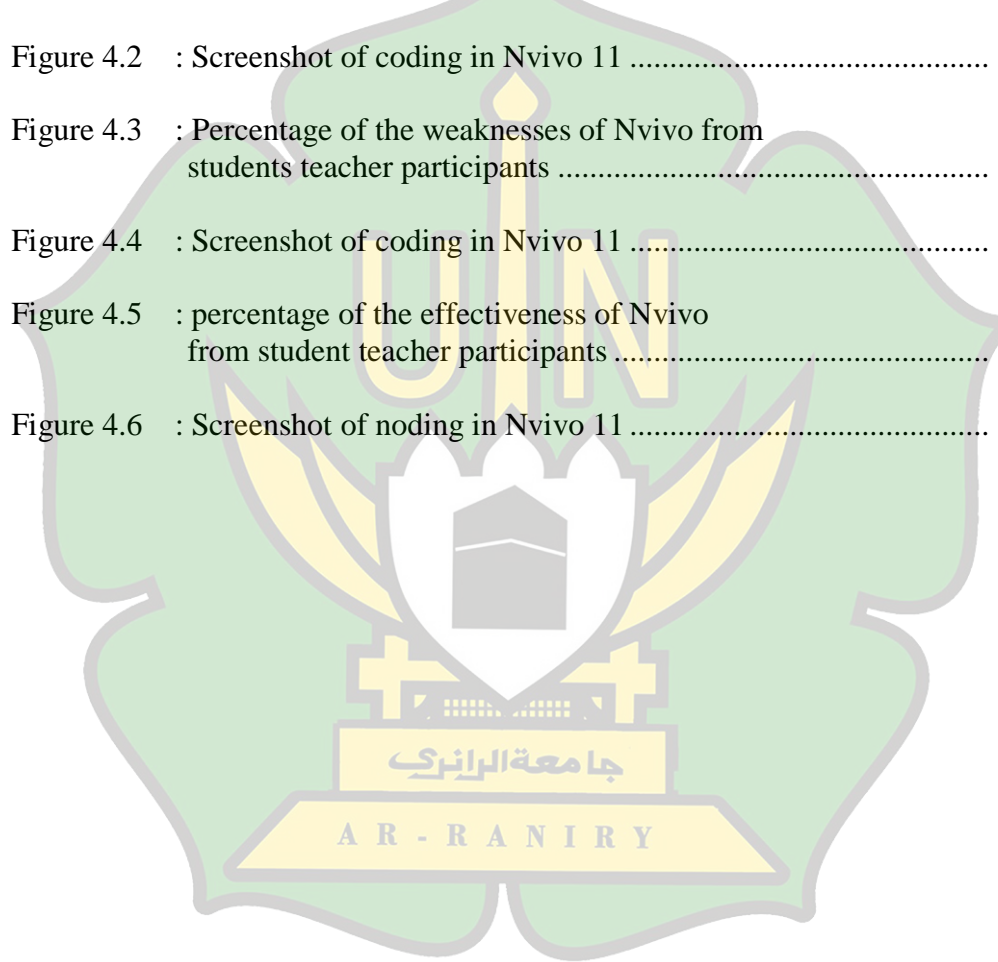 Figure 4.2 : Screenshot of coding in Nvivo 11 .......................................
Figure 4.3 : Percentage of the weaknesses of Nvivo from
students teacher participants ...............................................
Figure 4.4 : Screenshot of coding in Nvivo 11 .......................................
Figure 4.5 : percentage of the effectiveness of Nvivo
from student teacher participants .........................................
Figure 4.6 : Screenshot of noding in Nvivo 11 .......................................
UIN
جامعةالرانري
AR-RANIRY